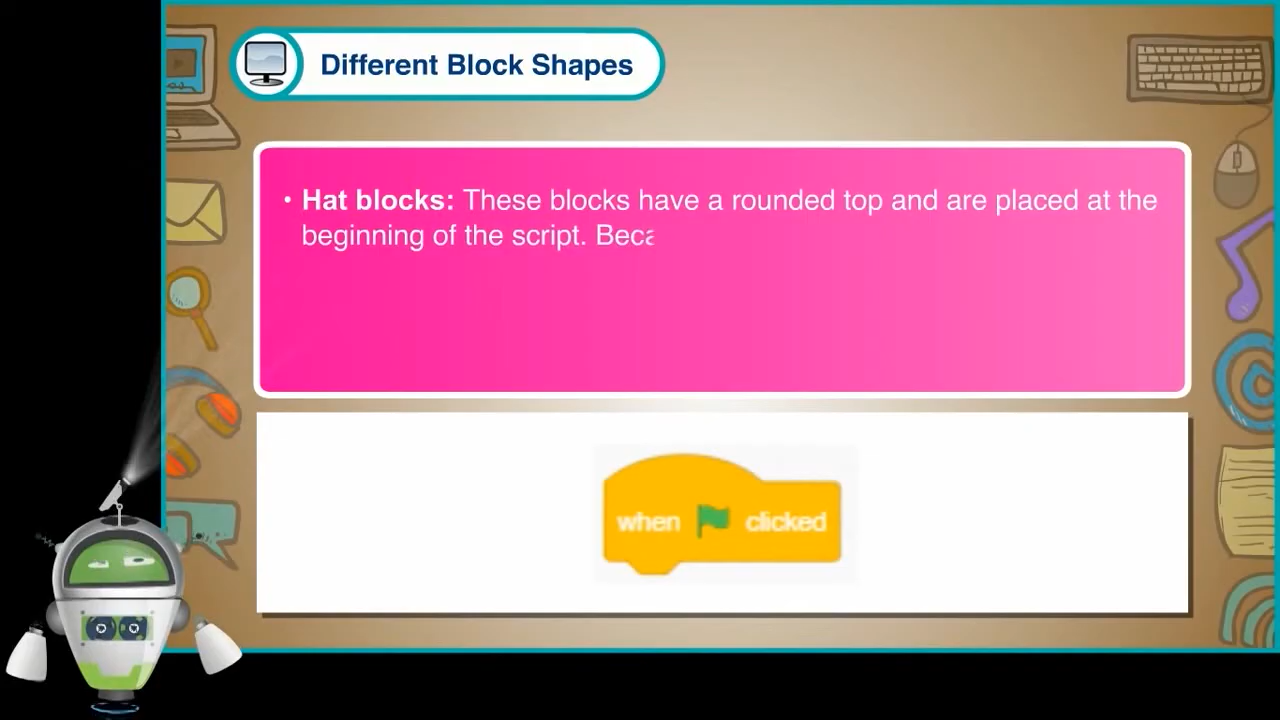 Different Block Shapes
• Hat blocks: These blocks have a rounded top and are placed at the
beginning of the script. Beca
when clicked